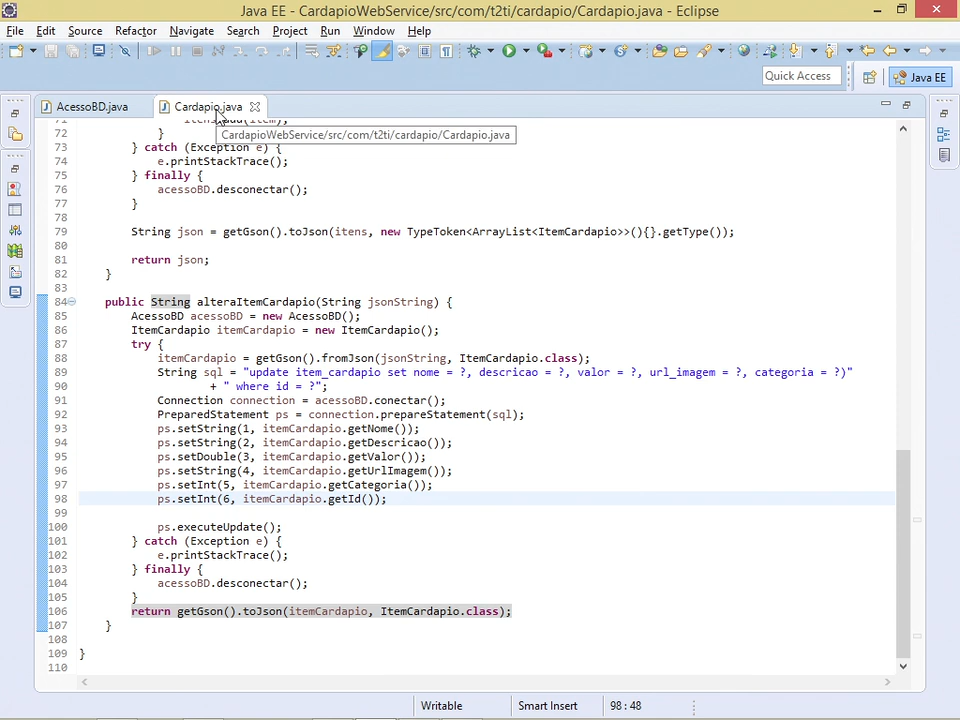 Java EE - CardapioWebService/src/com/t2ti/cardapio/Cardapio.java - Eclipse
File Edit Source Refactor Navigate Search Project Run Window Help
Quick Access
Java EE
AcessoBD.java
Cardapio.java
CardapioWebService/src/com/t2ti/cardapio/Cardapio.java
72 }
73 } catch (Exception e) {
74 e.printStackTrace();
75 } finally {
76 acessoBD.desconectar();
77 }
78
79 String json = getGson().toJson(itens, new TypeToken<ArrayList<ItemCardapio>>(){}.getType());
80
81 return json;
82 }
83
84 public String alteraItemCardapio(String jsonString) {
85 AcessoBD acessoBD = new AcessoBD();
86 ItemCardapio itemCardapio = new ItemCardapio();
87 try {
88 itemCardapio = getGson().fromJson(jsonString, ItemCardapio.class);
89 String sql = "update item_cardapio set nome = ?, descricao = ?, valor = ?, url_imagem = ?, categoria = ?)"
90 + " where id = ?";
91 Connection connection = acessoBD.conectar();
92 PreparedStatement ps = connection.prepareStatement(sql);
93 ps.setString(1, itemCardapio.getNome());
94 ps.setString(2, itemCardapio.getDescricao());
95 ps.setDouble(3, itemCardapio.getValor());
96 ps.setString(4, itemCardapio.getUrlImagem());
97 ps.setInt(5, itemCardapio.getCategoria());
98 ps.setInt(6, itemCardapio.getId());
99
100 ps.executeUpdate();
101 } catch (Exception e) {
102 e.printStackTrace();
103 } finally {
104 acessoBD.desconectar();
105 }
106 return getGson().toJson(itemCardapio, ItemCardapio.class);
107 }
108
109 }
110
Writable
Smart Insert
98 : 48